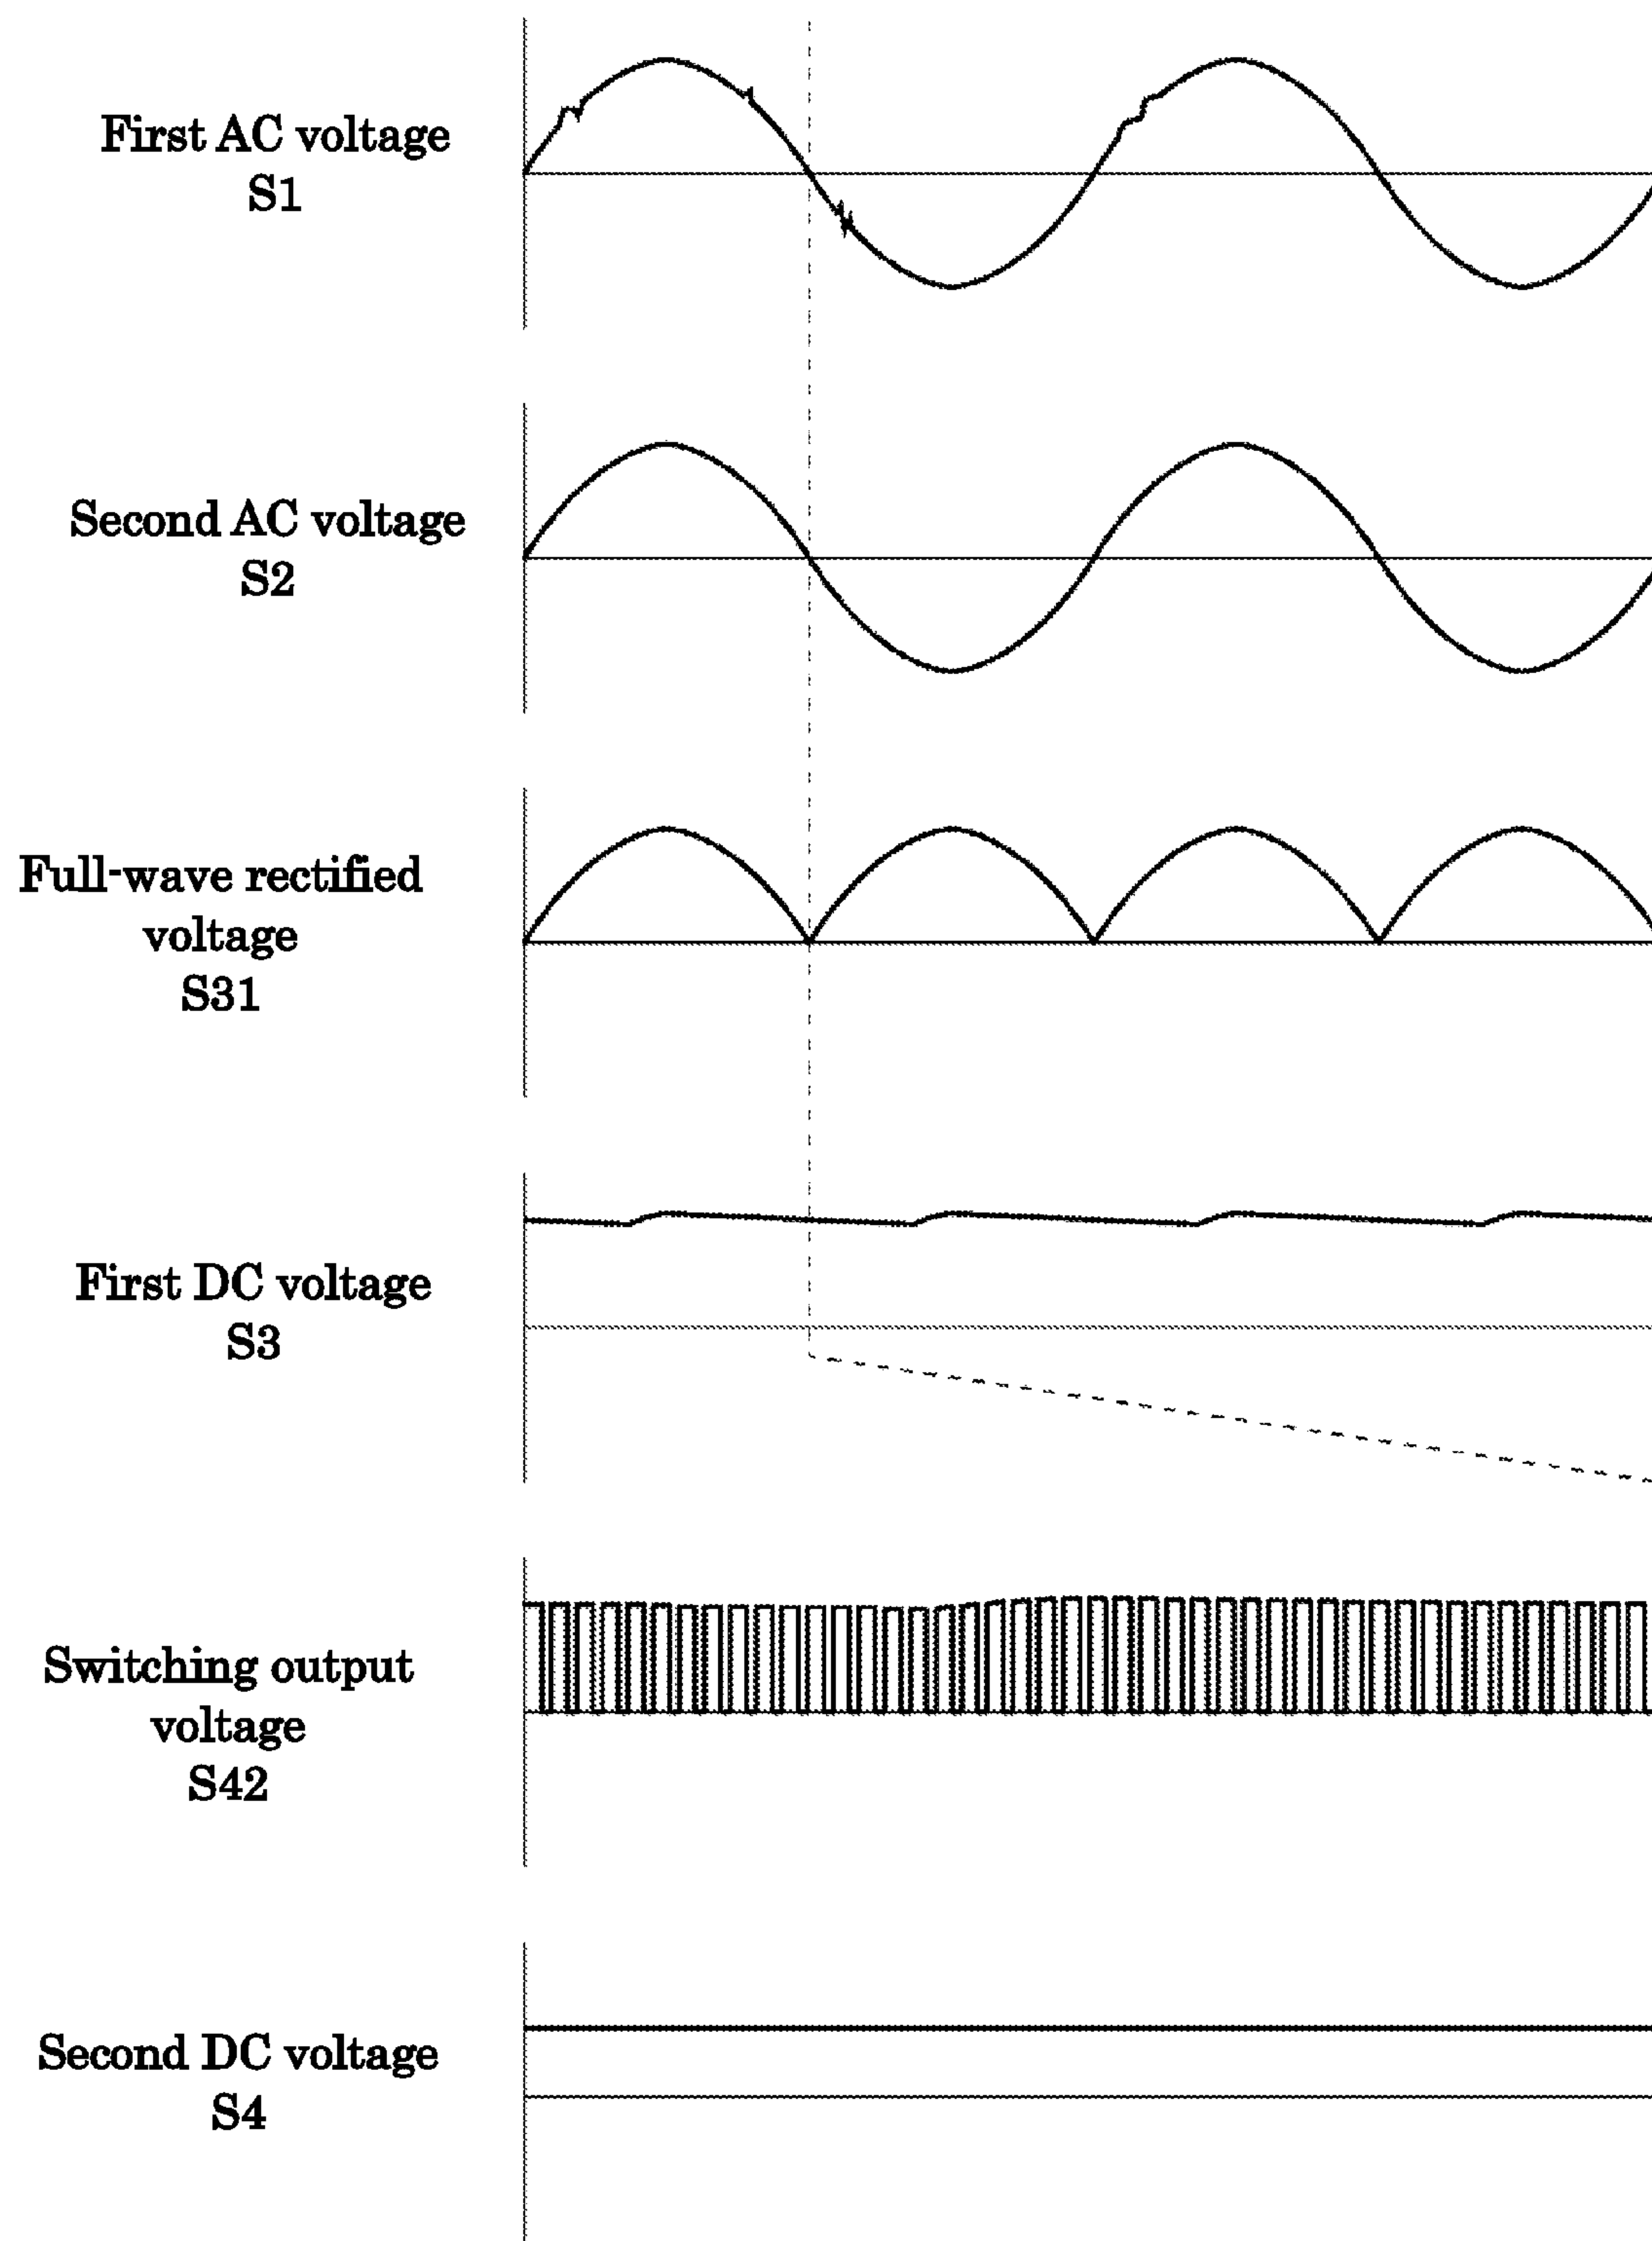 First AC voltage
S1
Second AC voltage
S2
Full-wave rectified
voltage
S31
First DC voltage
S3
Switching output
voltage
S42
Second DC voltage
S4